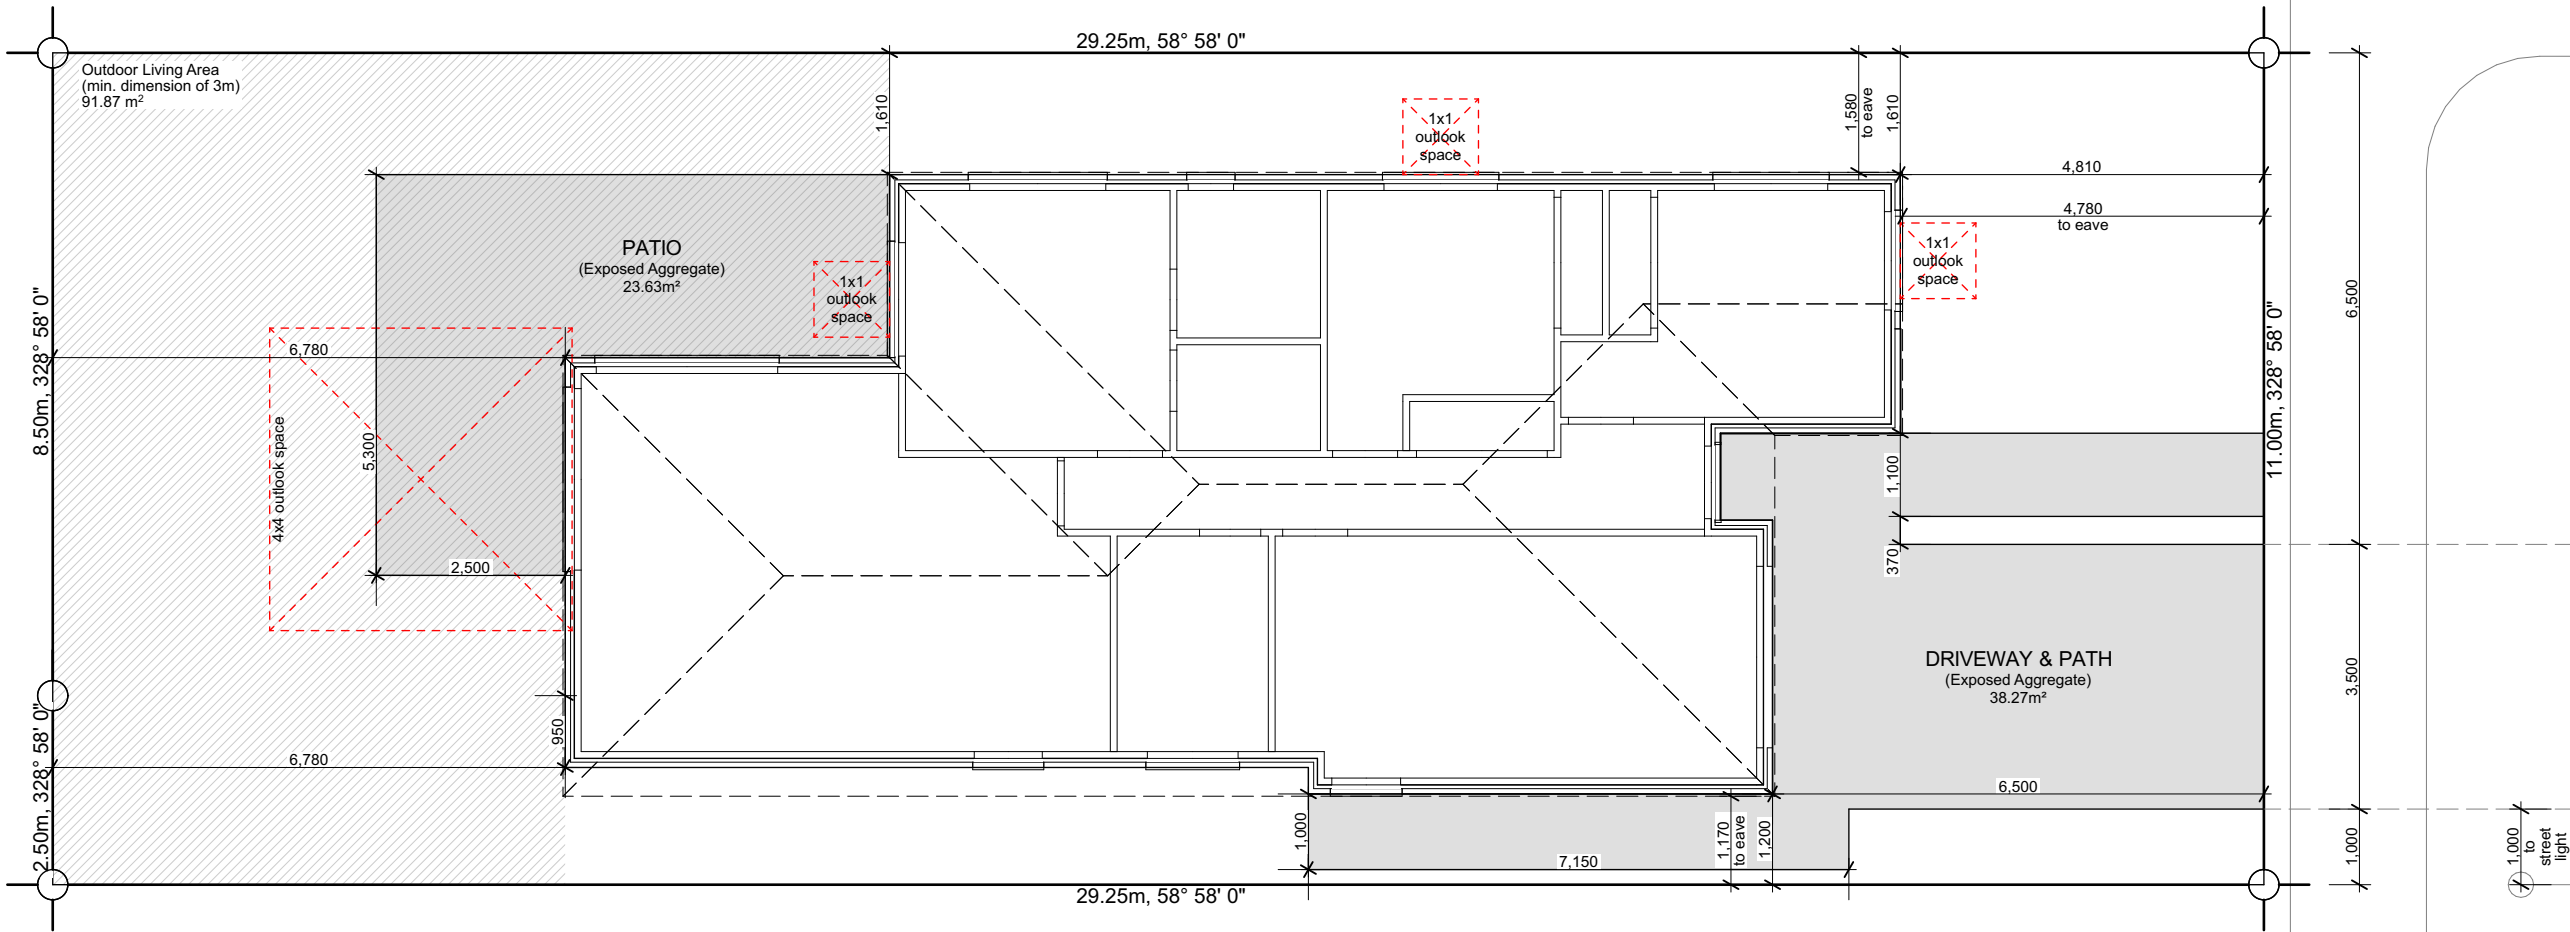 29.25m, 58° 58' 0"
Outdoor Living Area
(min. dimension of 3m)
91.87 m²
1,610
1,580
to eave
1,610
1x1
outlook
space
4,810
4,780
to eave
PATIO
(Exposed Aggregate)
23.63m²
1x1
outlook
space
1x1
outlook
space
6,500
8.50m, 328° 58' 0"
6,780
11.00m, 328° 58' 0"
5,300
4x4 outlook space
1,100
2,500
370
DRIVEWAY & PATH
(Exposed Aggregate)
38.27m²
3,500
950
6,780
2.50m, 328° 58' 0"
6,500
1,000
1,170
to eave
1,200
7,150
1,000
1,000
to
street
light
29.25m, 58° 58' 0"